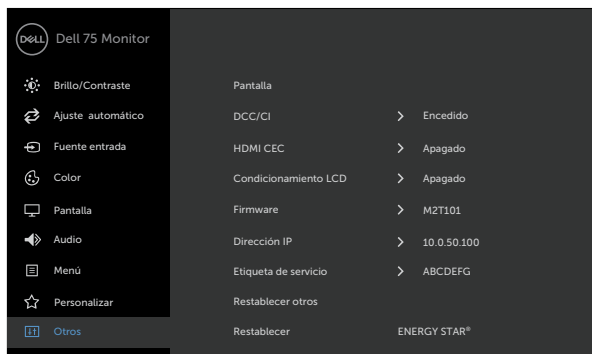 DELL Dell 75 Monitor
Brillo/Contraste Pantalla
Ajuste automático DCC/CI Encedido
Fuente entrada HDMI CEC Apagado
Color Condicionamiento LCD Apagado
Pantalla Firmware M2T101
Audio Dirección IP 10.0.50.100
Menú Etiqueta de servicio ABCDEFG
Personalizar Restablecer otros
Otros Restablecer ENERGY STAR®